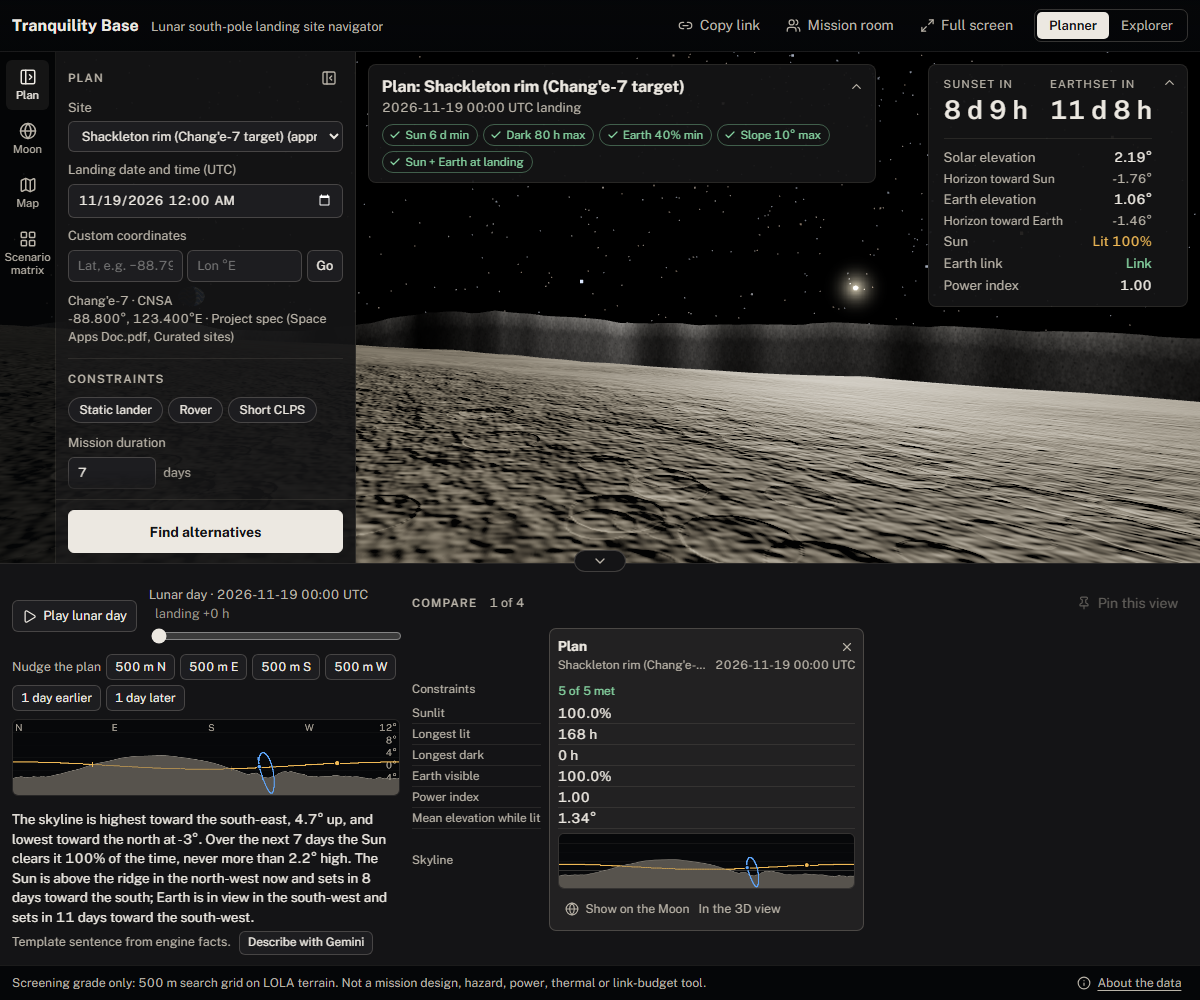 Tranquility Base Lunar south-pole landing site navigator
Copy link Mission room Full screen Planner Explorer
Plan
Moon
Map
Scenario
matrix
PLAN
Site
Shackleton rim (Chang'e-7 target) (appr
Landing date and time (UTC)
11/19/2026 12:00 AM
Custom coordinates
Lat, e.g. −88.79 Lon °E Go
Chang'e-7 · CNSA
-88.800°, 123.400°E · Project spec (Space
Apps Doc.pdf, Curated sites)
CONSTRAINTS
Static lander Rover Short CLPS
Mission duration
7 days
Find alternatives
Plan: Shackleton rim (Chang'e-7 target)
2026-11-19 00:00 UTC landing
Sun 6 d min Dark 80 h max Earth 40% min Slope 10° max
Sun + Earth at landing
SUNSET IN EARTHSET IN
8 d 9 h 11 d 8 h
Solar elevation 2.19°
Horizon toward Sun -1.76°
Earth elevation 1.06°
Horizon toward Earth -1.46°
Sun Lit 100%
Earth link Link
Power index 1.00
Play lunar day
Lunar day · 2026-11-19 00:00 UTC
landing +0 h
Nudge the plan 500 m N 500 m E 500 m S 500 m W
1 day earlier 1 day later
N E S W 12°
8°
4°
0°
The skyline is highest toward the south-east, 4.7° up, and
lowest toward the north at -3°. Over the next 7 days the Sun
clears it 100% of the time, never more than 2.2° high. The
Sun is above the ridge in the north-west now and sets in 8
days toward the south; Earth is in view in the south-west and
sets in 11 days toward the south-west.
Template sentence from engine facts. Describe with Gemini
COMPARE 1 of 4 Pin this view
Plan
Shackleton rim (Chang'e-... 2026-11-19 00:00 UTC
Constraints 5 of 5 met
Sunlit 100.0%
Longest lit 168 h
Longest dark 0 h
Earth visible 100.0%
Power index 1.00
Mean elevation while lit 1.34°
Skyline
Show on the Moon In the 3D view
Screening grade only: 500 m search grid on LOLA terrain. Not a mission design, hazard, power, thermal or link-budget tool.
About the data